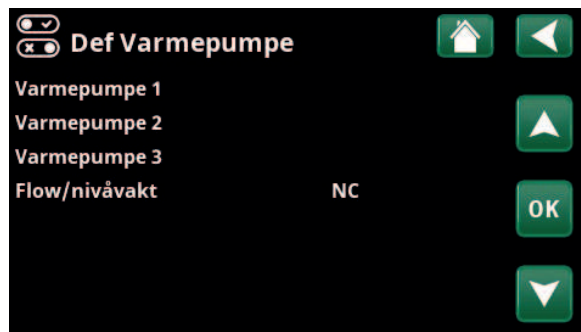 Def Varmepumpe
Varmepumpe 1
Varmepumpe 2
Varmepumpe 3
Flow/nivåvakt NC
OK